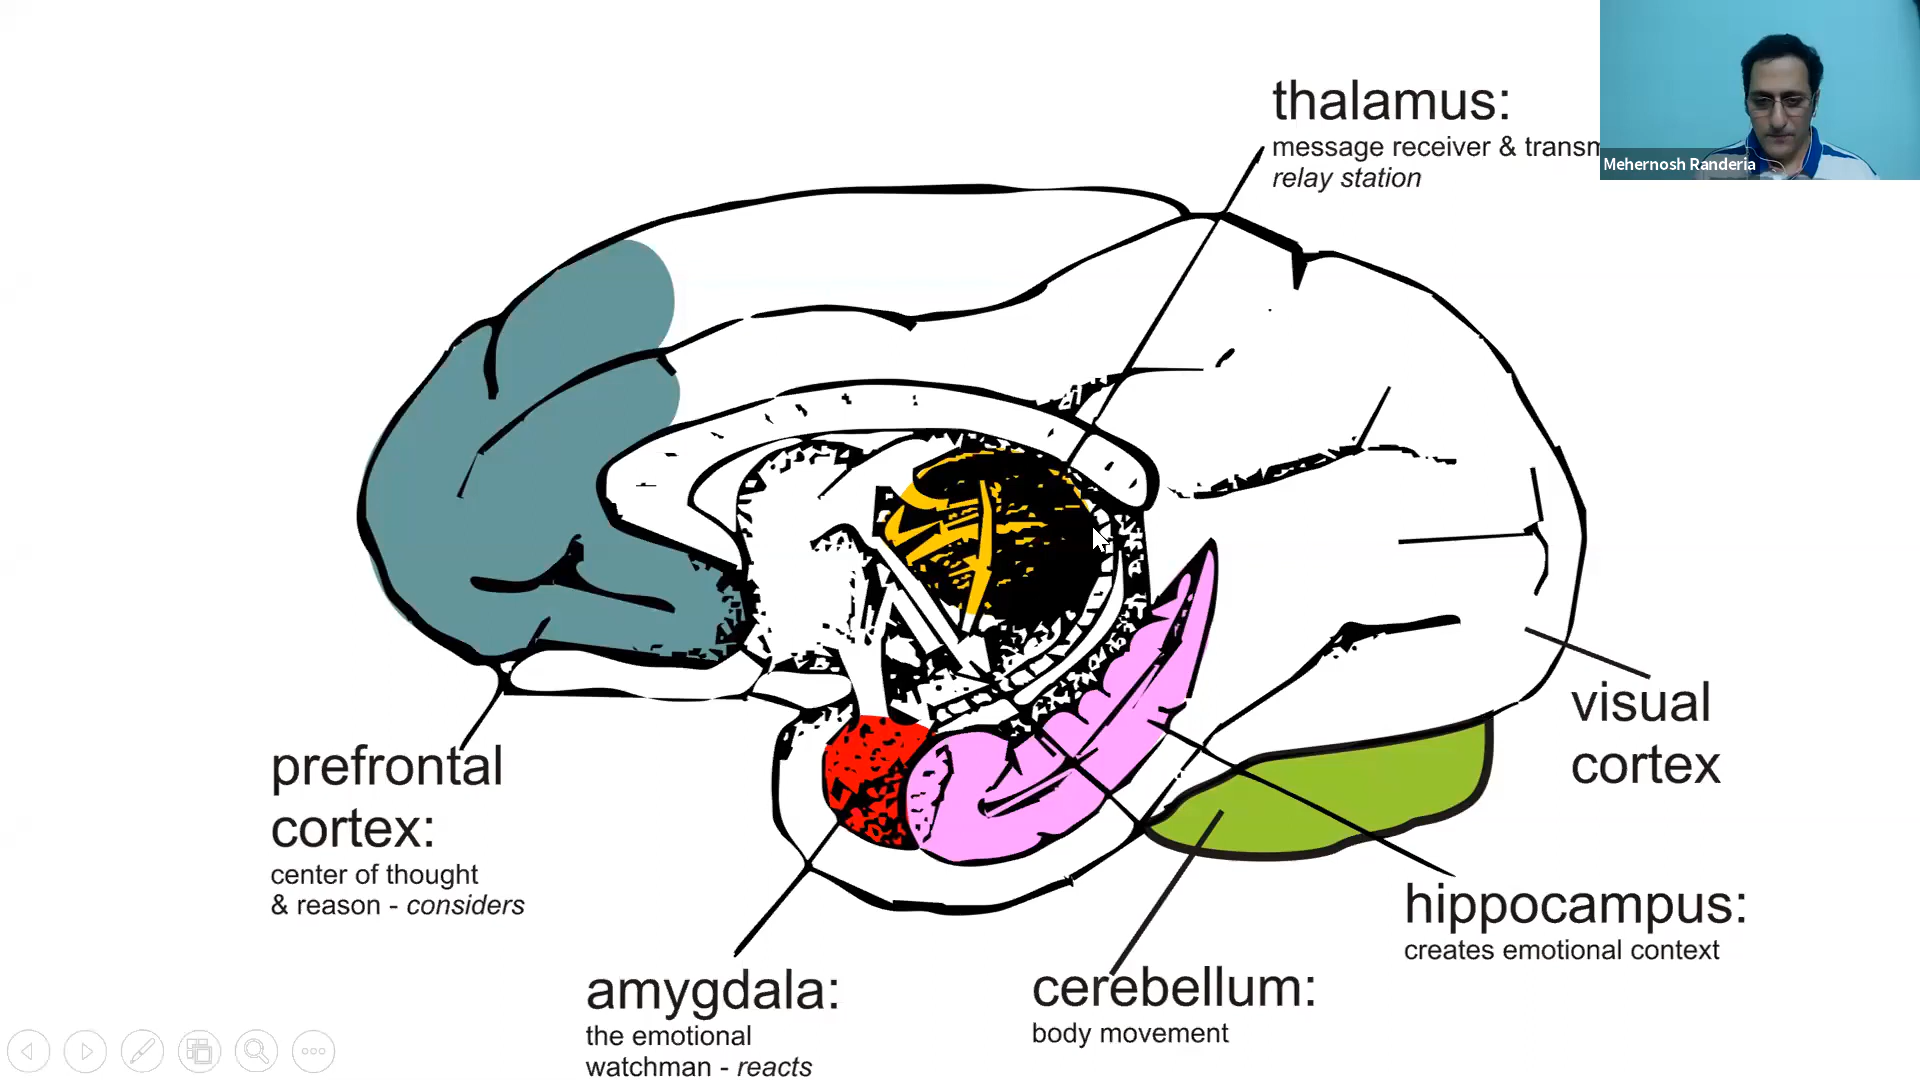 thalamus:
message receiver & transm
relay station
Mehernosh Randeria
visual
cortex
prefrontal
cortex:
center of thought
& reason - considers
hippocampus:
creates emotional context
amygdala:
the emotional
watchman - reacts
cerebellum:
body movement